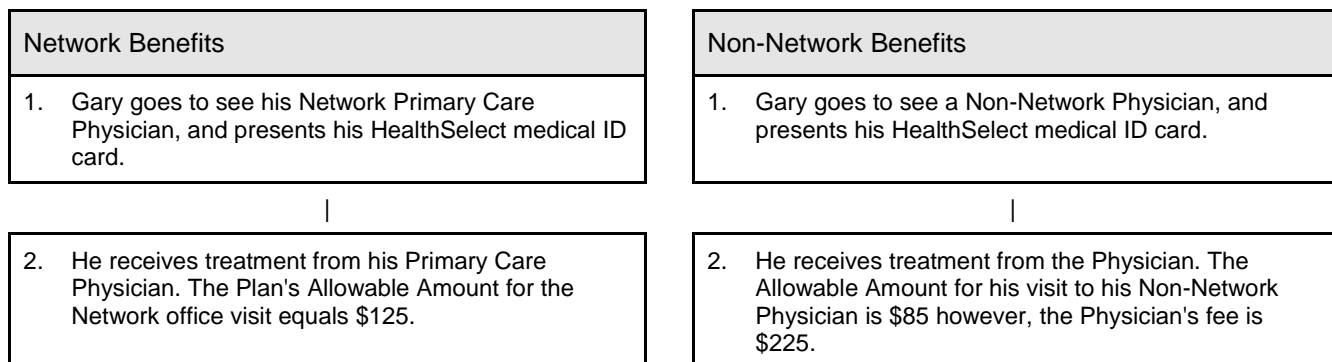 Network Benefits
1. Gary goes to see his Network Primary Care
Physician, and presents his HealthSelect medical ID
card.
|
2. He receives treatment from his Primary Care
Physician. The Plan's Allowable Amount for the
Network office visit equals $125.
Non-Network Benefits
1. Gary goes to see a Non-Network Physician, and
presents his HealthSelect medical ID card.
|
2. He receives treatment from the Physician. The
Allowable Amount for his visit to his Non-Network
Physician is $85 however, the Physician's fee is
$225.